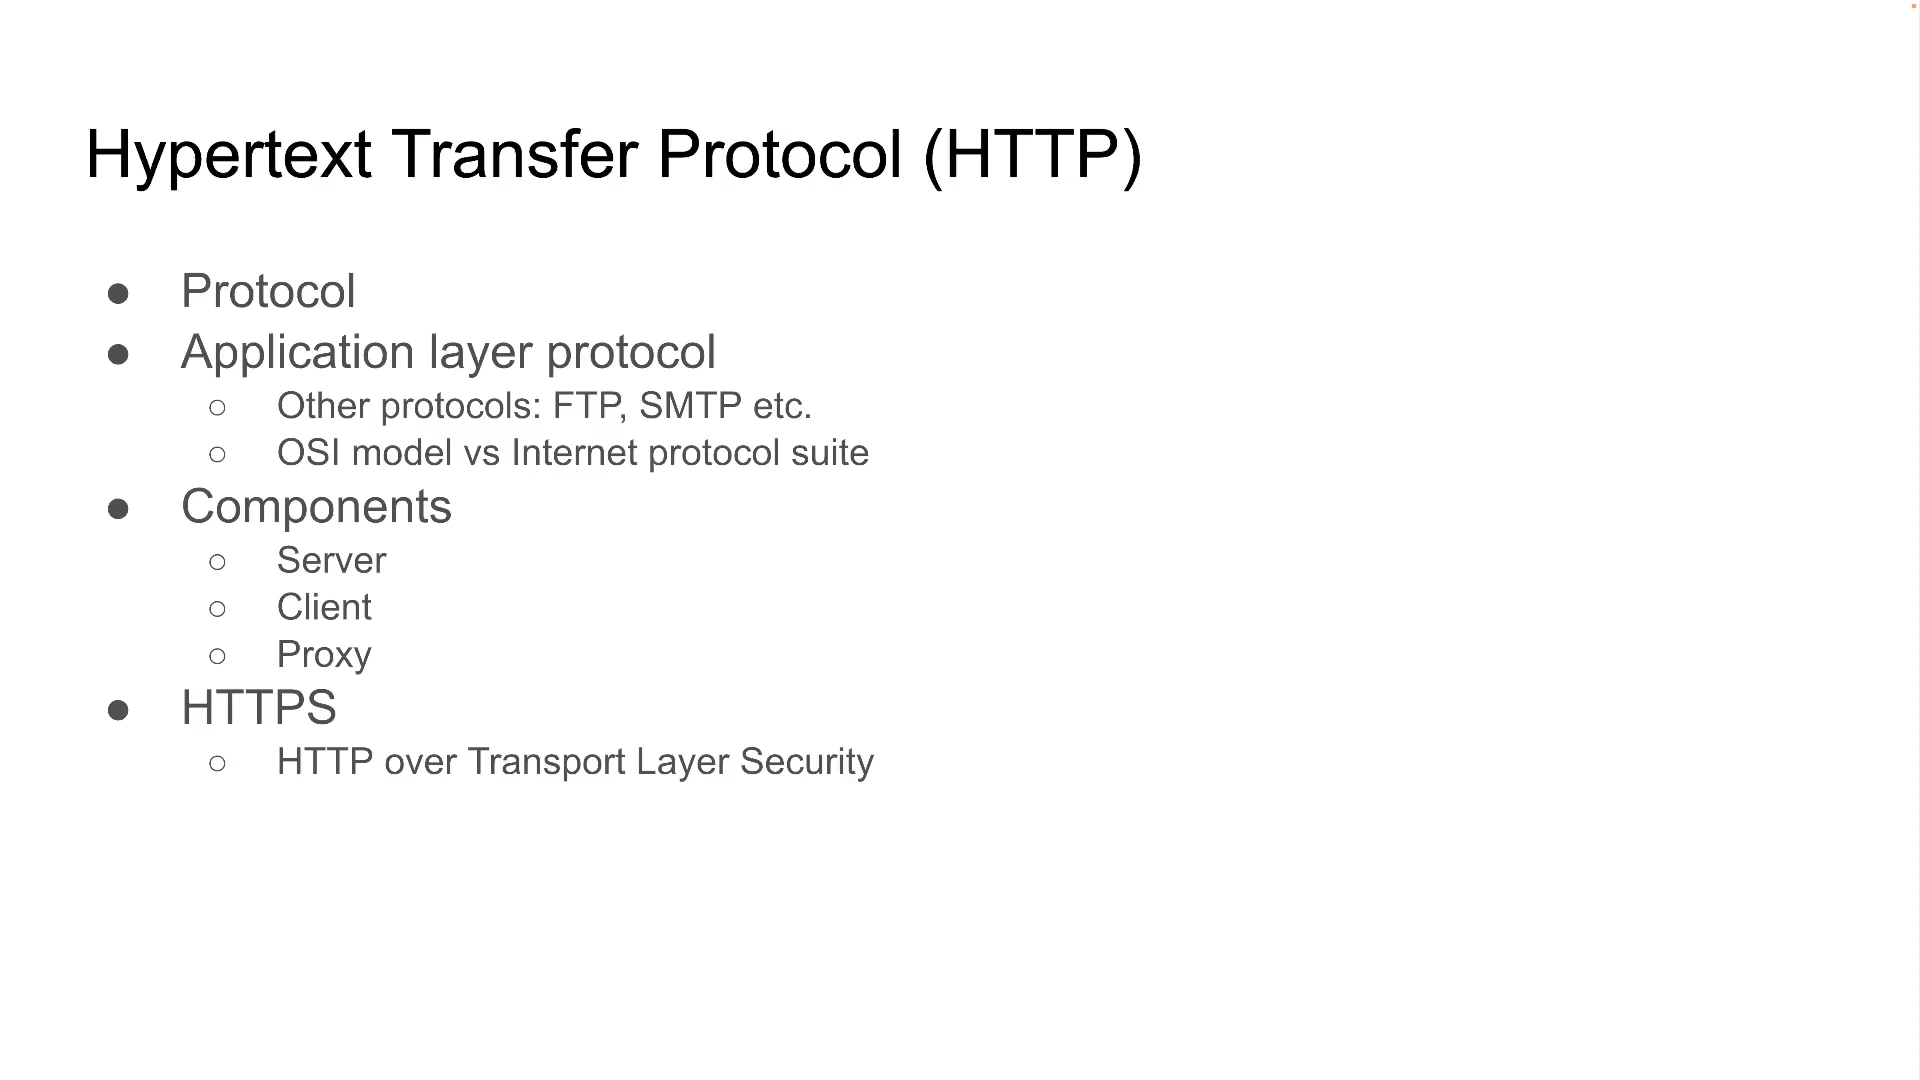 Hypertext Transfer Protocol (HTTP)
● Protocol
● Application layer protocol
○ Other protocols: FTP, SMTP etc.
○ OSI model vs Internet protocol suite
● Components
○ Server
○ Client
○ Proxy
● HTTPS
○ HTTP over Transport Layer Security